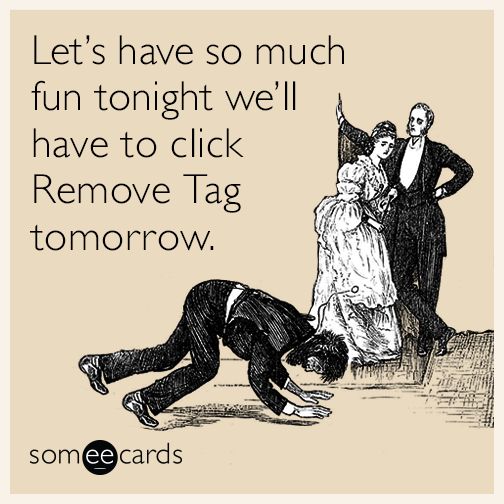 Let’s have so much
fun tonight we’ll
have to click
Remove Tag
tomorrow.
someecards